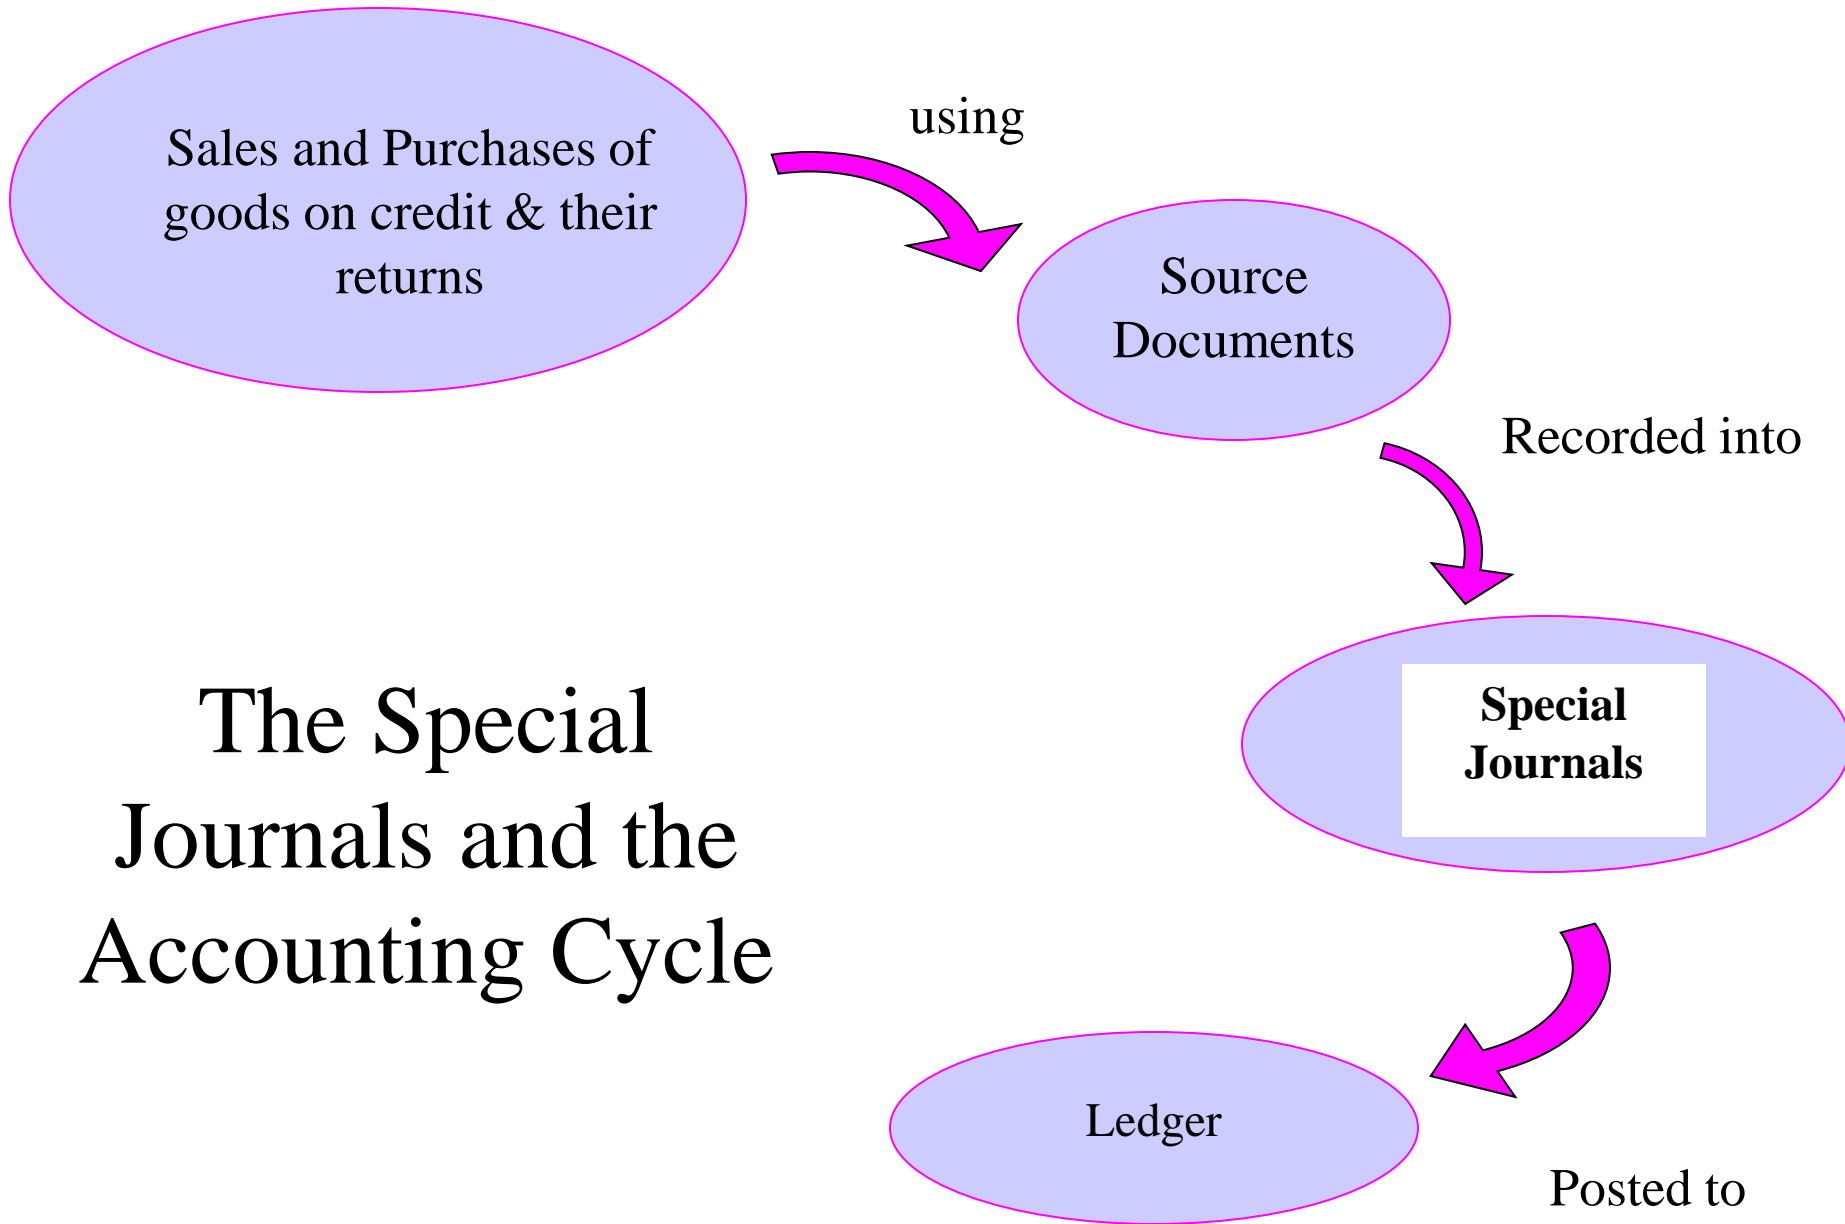 Sales and Purchases of
goods on credit & their
returns
using
Source
Documents
Recorded into
Special
Journals
The Special
Journals and the
Accounting Cycle
Ledger
Posted to